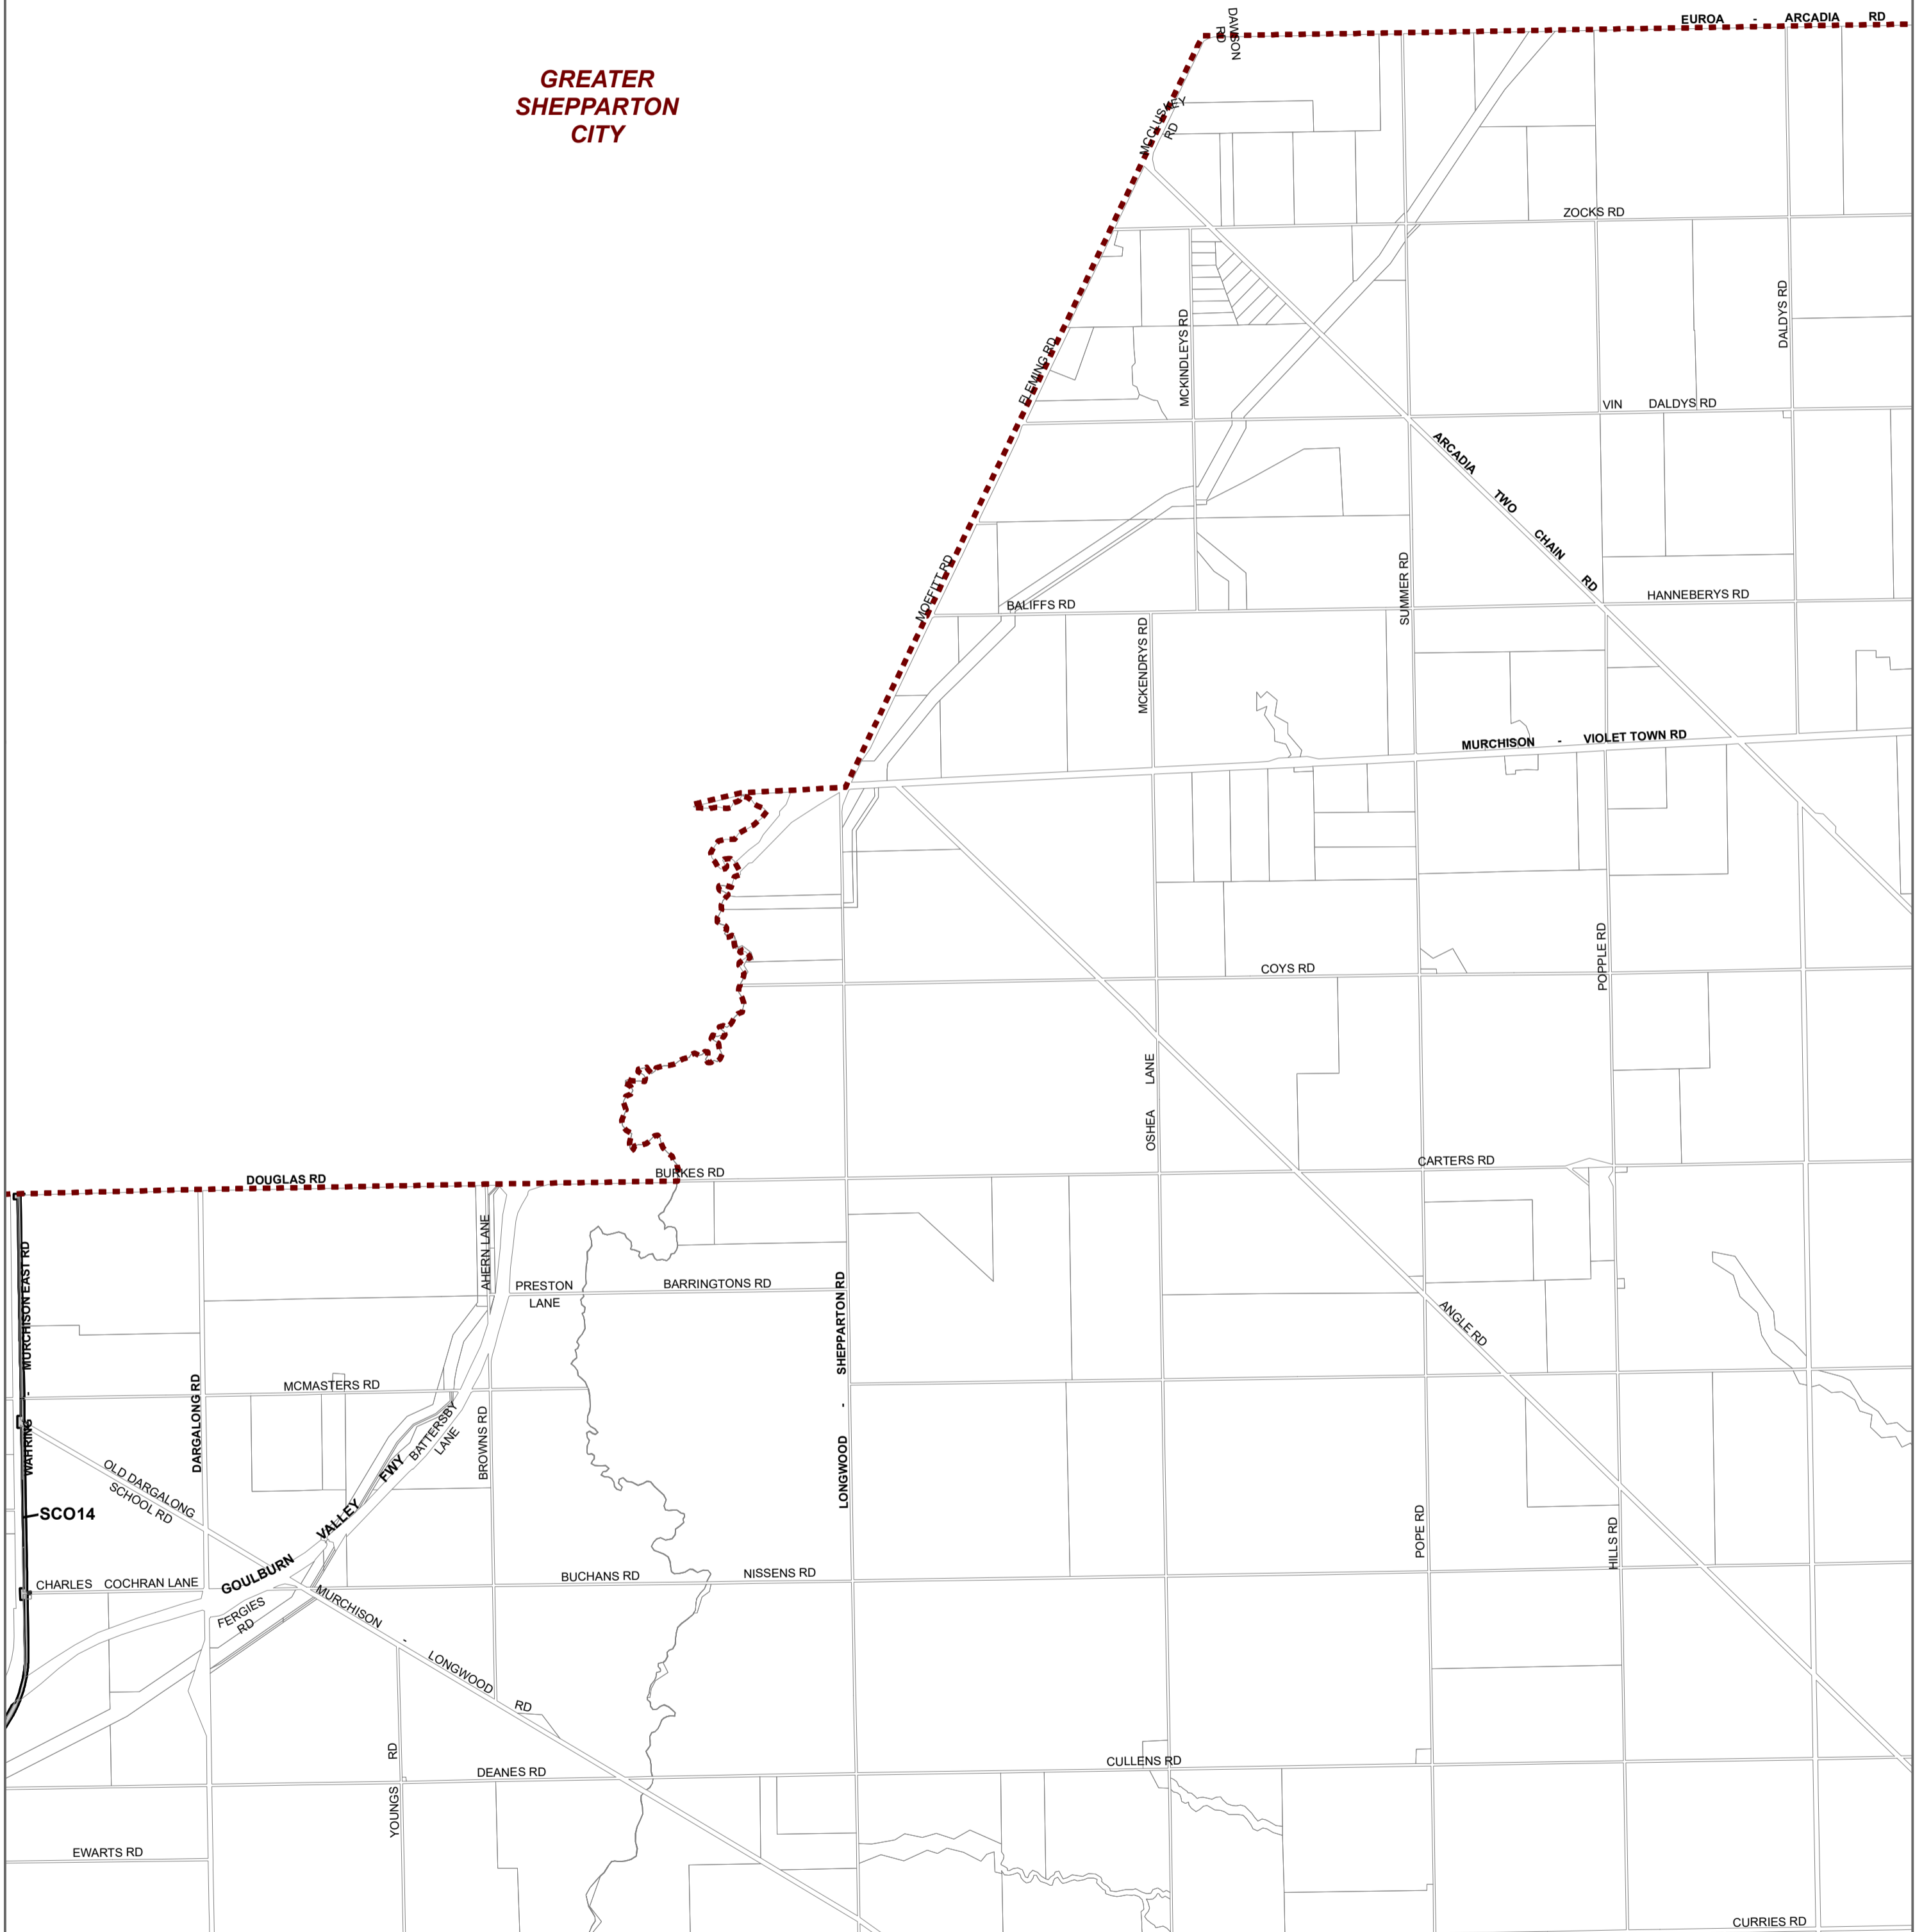 EUROA - ARCADIA RD
DAWSON
RD
GREATER
SHEPPARTON
CITY
MCCLUSKEY
RD
ZOCKS RD
DALDYS RD
MCKINDLEYS RD
FLEMING RD
VIN DALDYS RD
ARCADIA TWO CHAIN RD
MOFFITT RD
SUMMER RD
BALIFFS RD
HANNEBERYS RD
MCKENDRYS RD
MURCHISON - VIOLET TOWN RD
POPPLE RD
COYS RD
OSHEA LANE
CARTERS RD
BURKES RD
DOUGLAS RD
AHERN LANE
WAHRING - MURCHISON EAST RD
PRESTON
LANE
BARRINGTONS RD
LONGWOOD - SHEPPARTON RD
ANGLE RD
MCMASTERS RD
DARGALONG RD
BATTERSBY
LANE
BROWNS RD
OLD DARGALONG
SCHOOL RD
SCO14
GOULBURN VALLEY FWY
POPE RD
HILLS RD
CHARLES COCHRAN LANE
BUCHANS RD
NISSENS RD
FERGIES
RD
MURCHISON - LONGWOOD RD
YOUNGS RD
DEANES RD
CULLENS RD
EWARTS RD
CURRIES RD